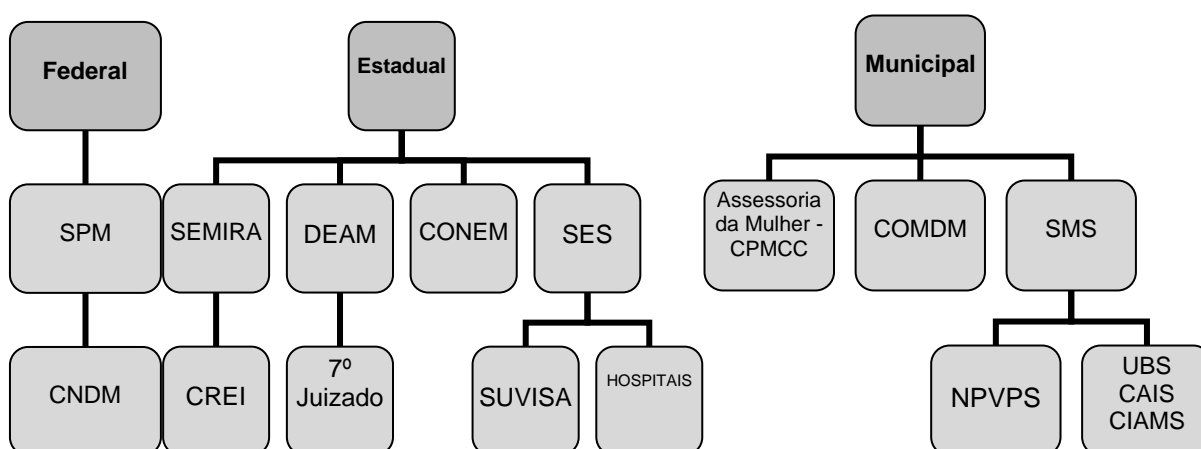 Federal
Estadual
Municipal
SPM
SEMIRA
DEAM
CONEM
SES
Assessoria
da Mulher -
CPMCC
COMDM
SMS
CNDM
CREI
7º
Juizado
SUVISA
HOSPITAIS
NPVPS
UBS
CAIS
CIAMS